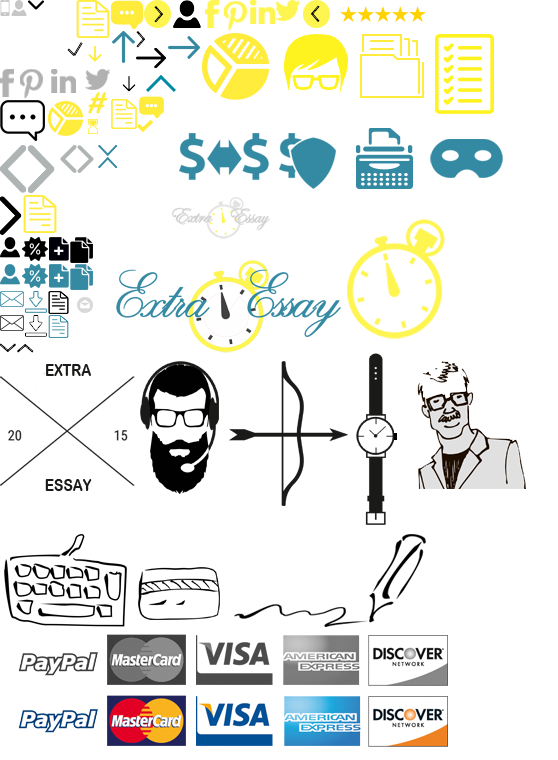 Extra Essay
Extra Essay
EXTRA
20 15
ESSAY
PayPal MasterCard VISA AMERICAN EXPRESS DISCOVER NETWORK
PayPal MasterCard VISA AMERICAN EXPRESS DISCOVER NETWORK